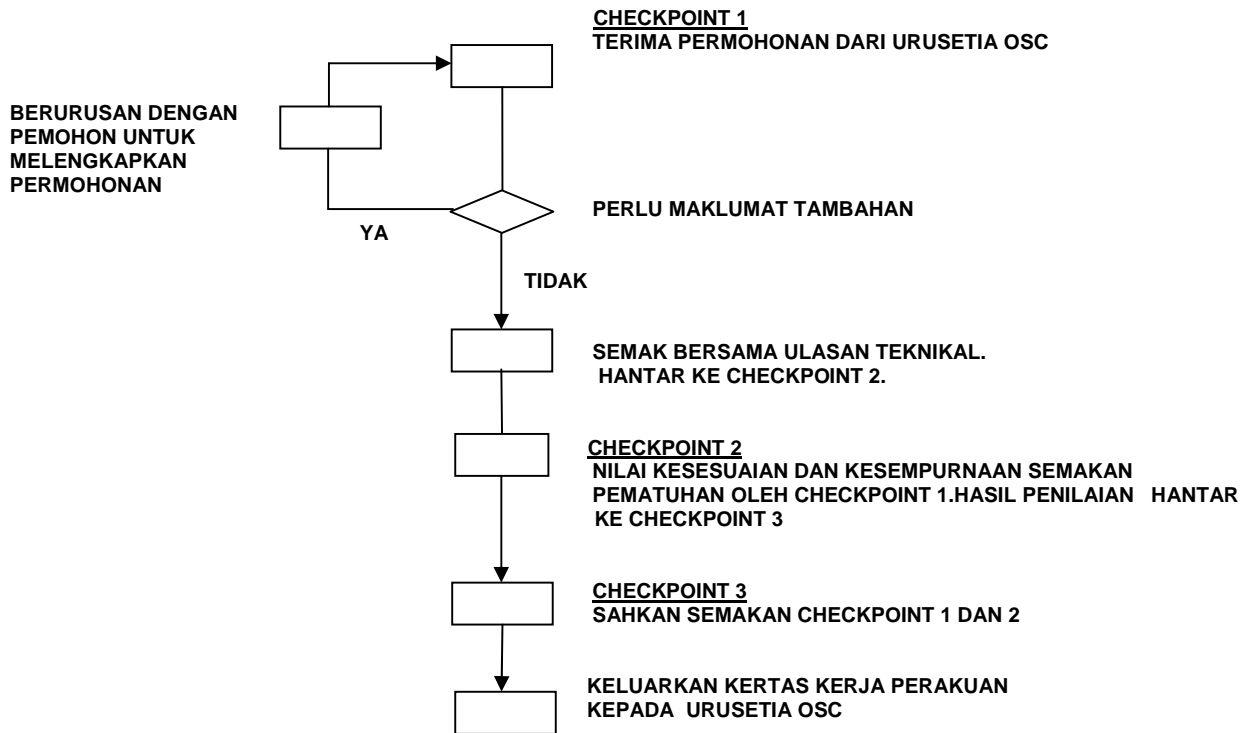 CHECKPOINT 1
TERIMA PERMOHONAN DARI URUSETIA OSC
BERURUSAN DENGAN
PEMOHON UNTUK
MELENGKAPKAN
PERMOHONAN
PERLU MAKLUMAT TAMBAHAN
YA
TIDAK
SEMAK BERSAMA ULASAN TEKNIKAL.
HANTAR KE CHECKPOINT 2.
CHECKPOINT 2
NILAI KESESUAIAN DAN KESEMPURNAAN SEMAKAN
PEMATUHAN OLEH CHECKPOINT 1.HASIL PENILAIAN HANTAR
KE CHECKPOINT 3
CHECKPOINT 3
SAHKAN SEMAKAN CHECKPOINT 1 DAN 2
KELUARKAN KERTAS KERJA PERAKUAN
KEPADA URUSETIA OSC